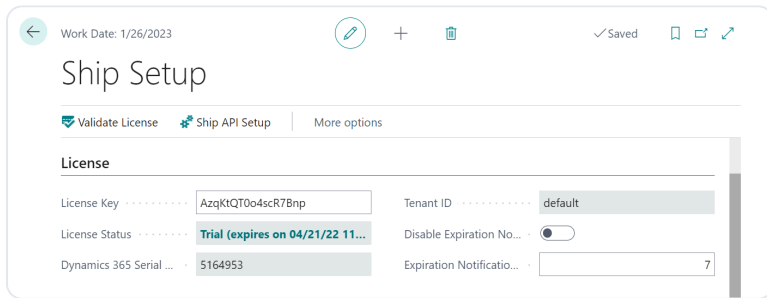 Work Date: 1/26/2023
Saved
Ship Setup
Validate License Ship API Setup More options
License
License Key AzqKtQT0o4scR7Bnp Tenant ID default
License Status Trial (expires on 04/21/22 11... Disable Expiration No...
Dynamics 365 Serial ... 5164953 Expiration Notificatio... 7